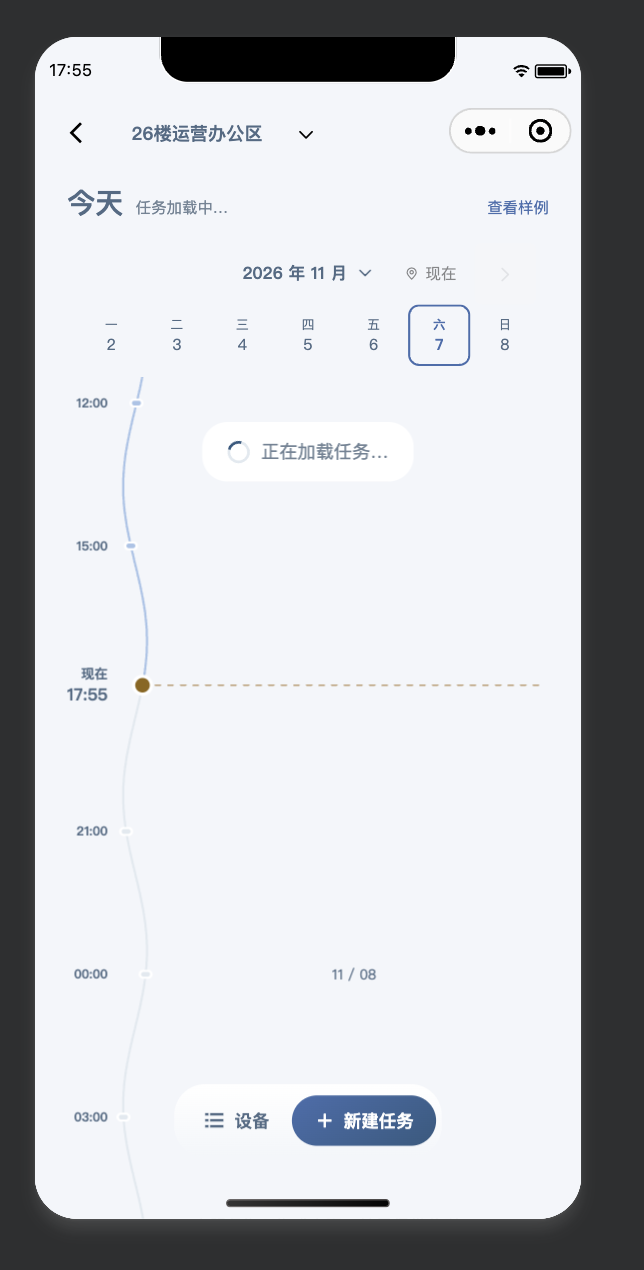 17:55
26楼运营办公区
今天 任务加载中... 查看样例
2026 年 11 月 现在
一 二 三 四 五 六 日
2 3 4 5 6 7 8
12:00
正在加载任务...
15:00
现在
17:55
21:00
00:00 11 / 08
03:00
设备 新建任务